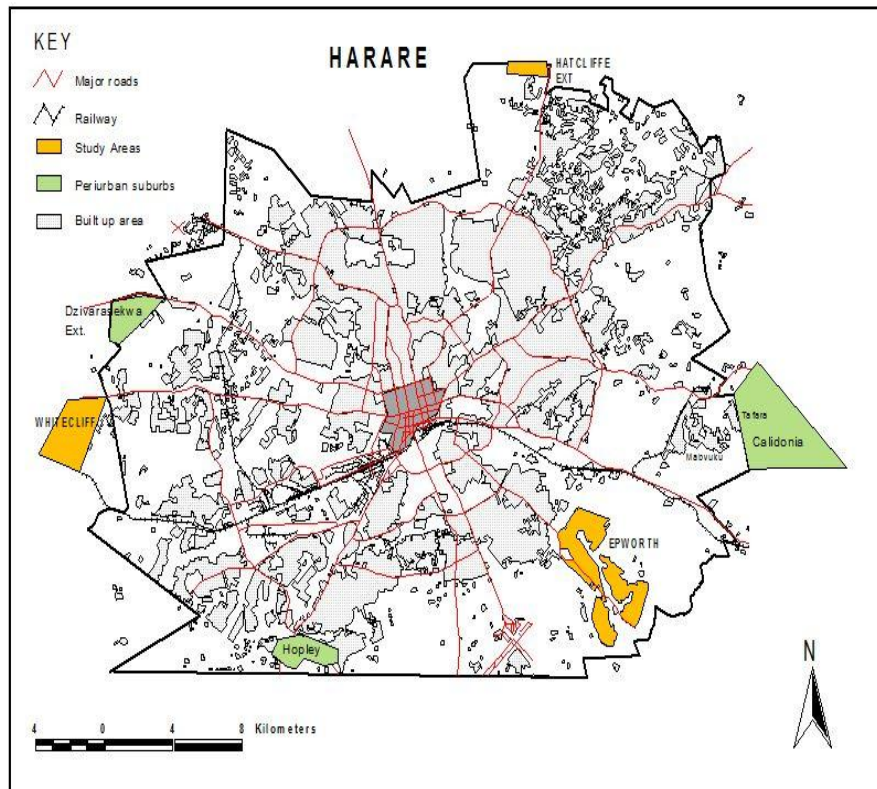 KEY
HARARE
HATCLIFFE
EXT
Major roads
Railway
Study Areas
Periurban suburbs
Built up area
Dzivarasekwa
Ext.
WHITECLIFF
Tafara
Calidonia
Mabvuku
EPWORTH
Hopley
N
4 0 4 8 Kilometers